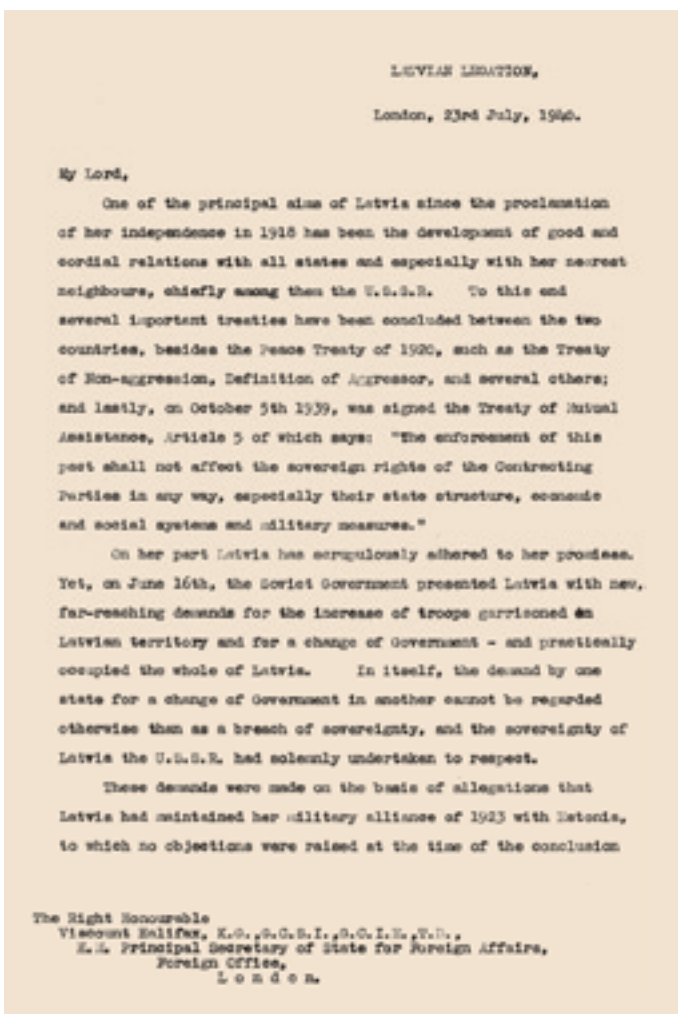 LATVIAN LEGATION,
London, 23rd July, 1940.
My Lord,
One of the principal aims of Latvia since the proclamation
of her independence in 1918 has been the development of good and
cordial relations with all states and especially with her nearest
neighbours, chiefly among them the U.S.S.R. To this end
several important treaties have been concluded between the two
countries, besides the Peace Treaty of 1920, such as the Treaty
of Non-aggression, Definition of Aggressor, and several others;
and lastly, on October 5th 1939, was signed the Treaty of Mutual
Assistance, Article 5 of which says: "The enforcement of this
pact shall not affect the sovereign rights of the Contracting
Parties in any way, especially their state structure, economic
and social systems and military measures."
On her part Latvia has scrupulously adhered to her promises.
Yet, on June 16th, the Soviet Government presented Latvia with new,
far-reaching demands for the increase of troops garrisoned on
Latvian territory and for a change of Government - and practically
occupied the whole of Latvia. In itself, the demand by one
state for a change of Government in another cannot be regarded
otherwise than as a breach of sovereignty, and the sovereignty of
Latvia the U.S.S.R. had solemnly undertaken to respect.
These demands were made on the basis of allegations that
Latvia had maintained her military alliance of 1923 with Estonia,
to which no objections were raised at the time of the conclusion
The Right Honourable
Viscount Halifax, K.G.,G.C.S.I.,G.C.I.E.,T.D.,
H.M. Principal Secretary of State for Foreign Affairs,
Foreign Office,
London.